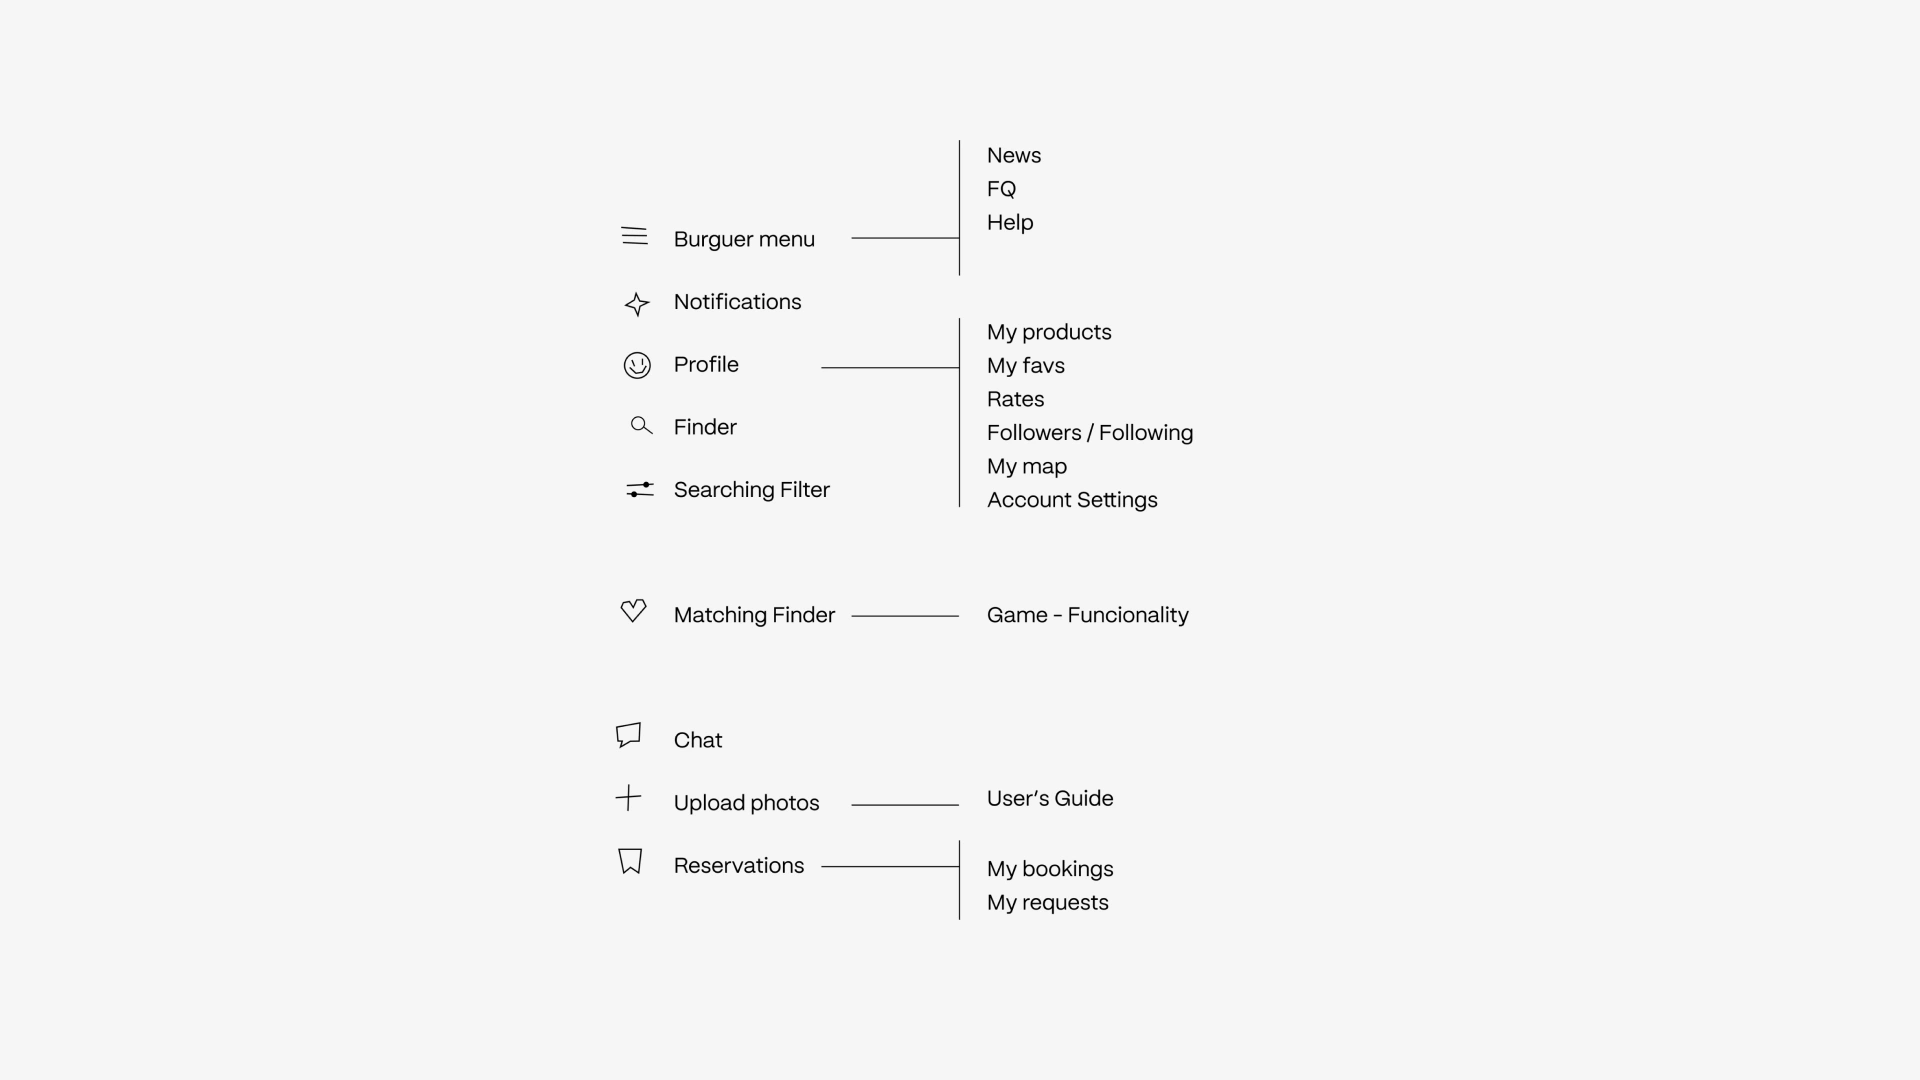 Burguer menu
News
FQ
Help
Notifications
Profile
My products
My favs
Rates
Followers / Following
My map
Account Settings
Finder
Searching Filter
Matching Finder
Game - Funcionality
Chat
Upload photos
User’s Guide
Reservations
My bookings
My requests